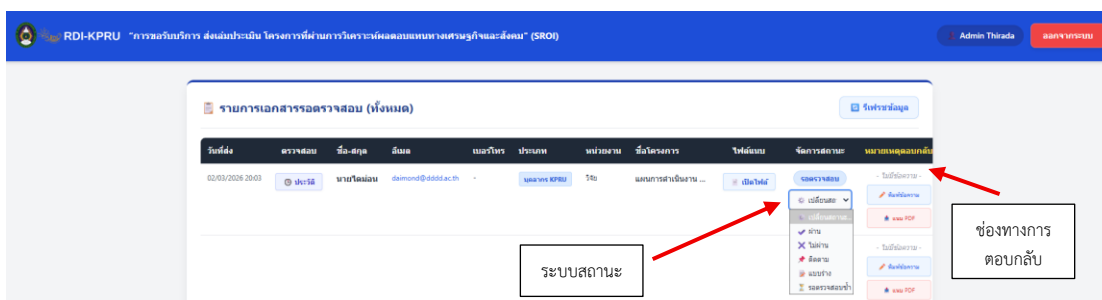 RDI-KPRU "การขอรับบริการ ส่งเล่มประเมิน โครงการที่ผ่านการวิเคราะห์ผลตอบแทนทางเศรษฐกิจและสังคม" (SROI)
Admin Thirada
ออกจากระบบ
รายการเอกสารรอตรวจสอบ (ทั้งหมด)
รีเฟรชข้อมูล
วันที่ส่ง ตรวจสอบ ชื่อ-สกุล อีเมล เบอร์โทร ประเภท หน่วยงาน ชื่อโครงการ ไฟล์แนบ จัดการสถานะ หมายเหตุตอบกลับ
02/03/2026 20:03 ประวัติ นายไดม่อน daimond@dddd.ac.th - บุคลากร KPRU วิจัย แผนการดำเนินงาน ... เปิดไฟล์ รอตรวจสอบ - ไม่มีข้อความ -
เปลี่ยนสถ พิมพ์ข้อความ
เปลี่ยนสถานะ... แนบ PDF
ผ่าน
ไม่ผ่าน
ติดตาม
แบบร่าง
รอตรวจสอบซ้ำ
- ไม่มีข้อความ -
พิมพ์ข้อความ
แนบ PDF
ระบบสถานะ
ช่องทางการ
ตอบกลับ